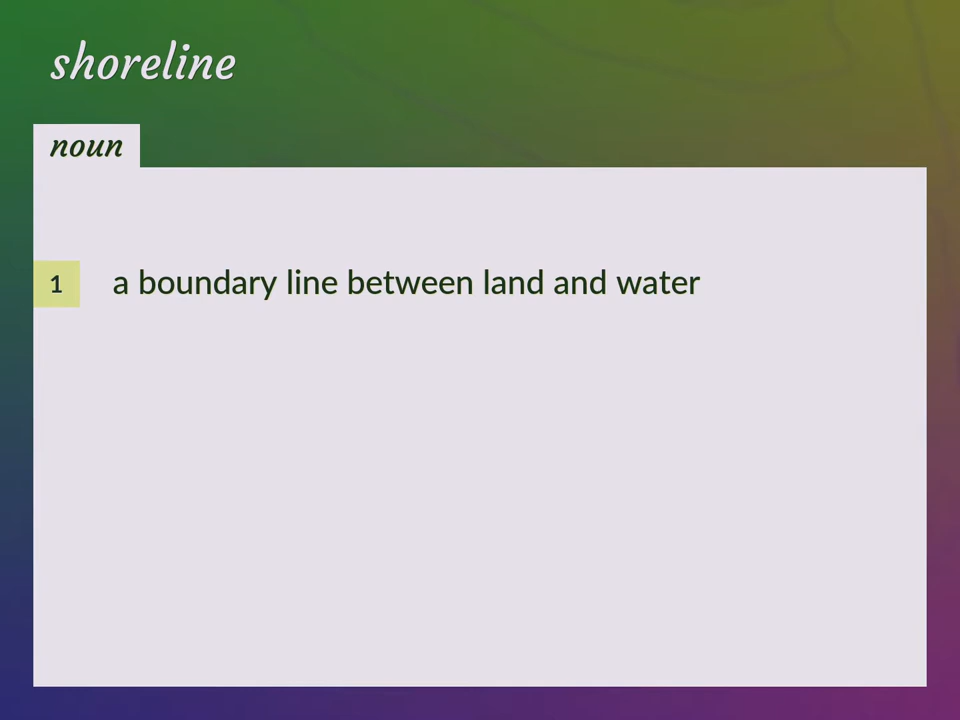 shoreline
noun
1 a boundary line between land and water